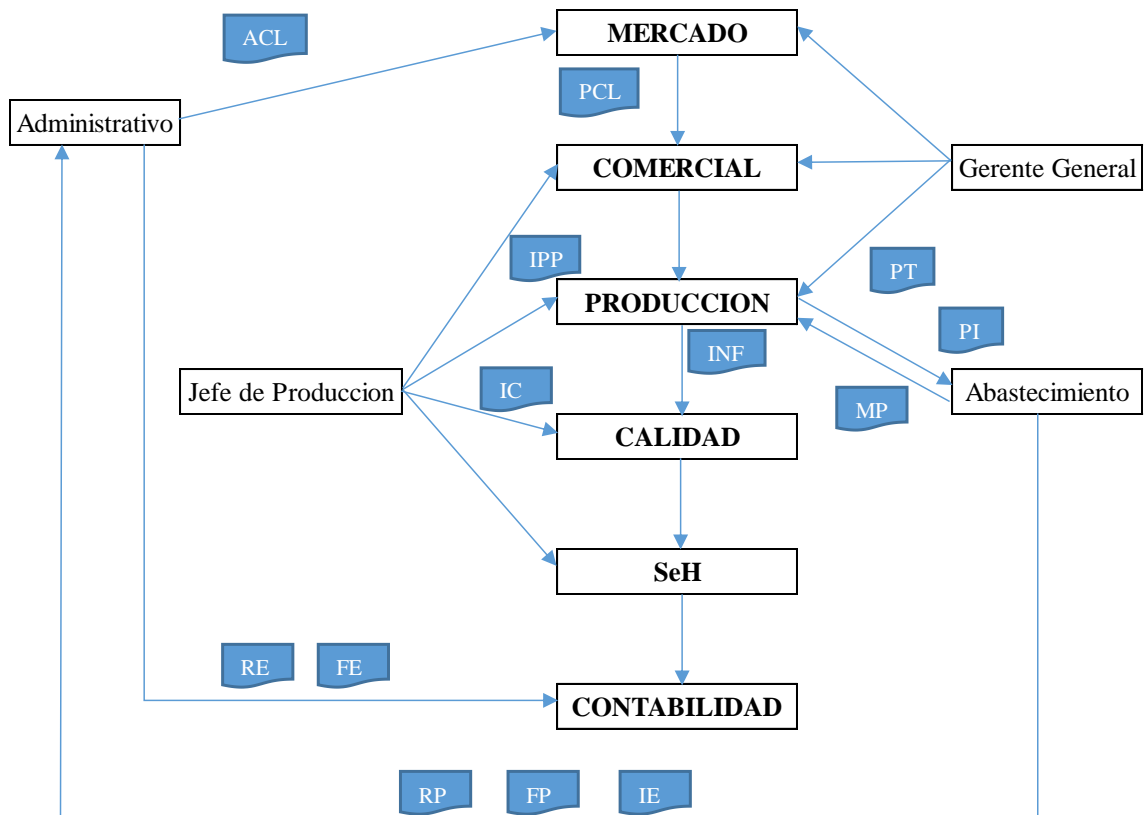 MERCADO
ACL
PCL
Administrativo
COMERCIAL
Gerente General
IPP
PT
PRODUCCION
PI
INF
Jefe de Produccion
IC
Abastecimiento
MP
CALIDAD
SeH
RE
FE
CONTABILIDAD
RP
FP
IE